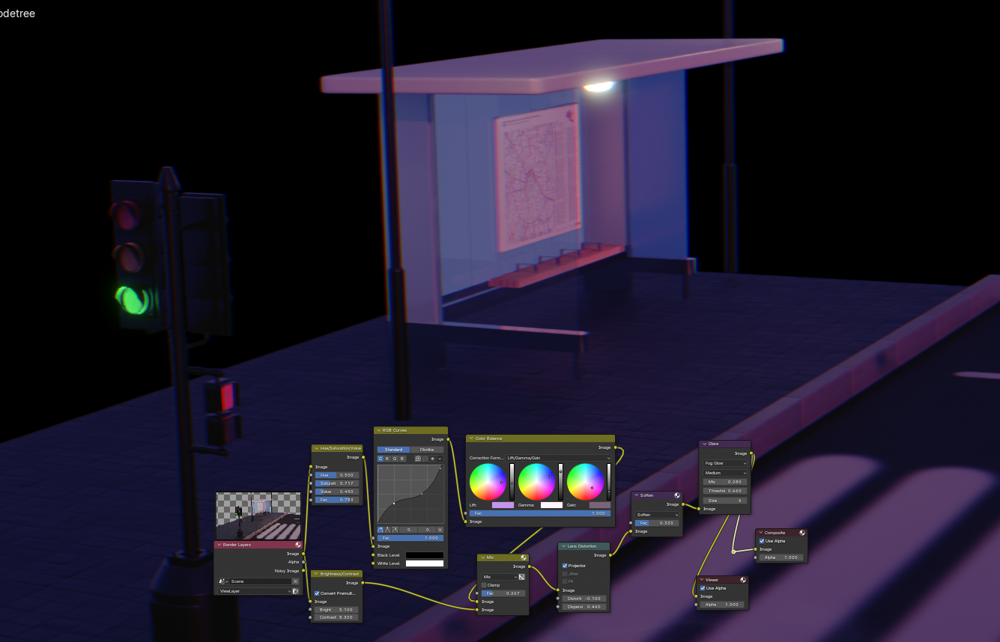 odetree
Render Layers
Image
Alpha
Noisy Image
Scene
ViewLayer
Hue/Saturation/Value
Image
Image
Hue 0.500
Saturati 0.717
Value 0.450
Fac 0.783
Brightness/Contrast
Image
Convert Premult...
Image
Bright 5.100
Contrast 8.300
RGB Curves
Image
Standard Filmlike
C R G B
0. 0.
Fac 1.000
Image
Black Level
White Level
Color Balance
Image
Correction Form... Lift/Gamma/Gain
Lift: Gamma: Gain:
Fac 1.000
Image
Mix
Image
Mix
Clamp
Fac 0.267
Image
Image
Lens Distortion
Image
Projector
Jitter
Fit
Image
Distorti -0.100
Dispersi 0.460
Soften
Image
Soften
Fac 0.333
Image
Glare
Image
Fog Glow
Medium
Mix 0.280
Threshol. 0.660
Size 6
Image
Composite
Use Alpha
Image
Alpha 1.000
Viewer
Use Alpha
Image
Alpha 1.000